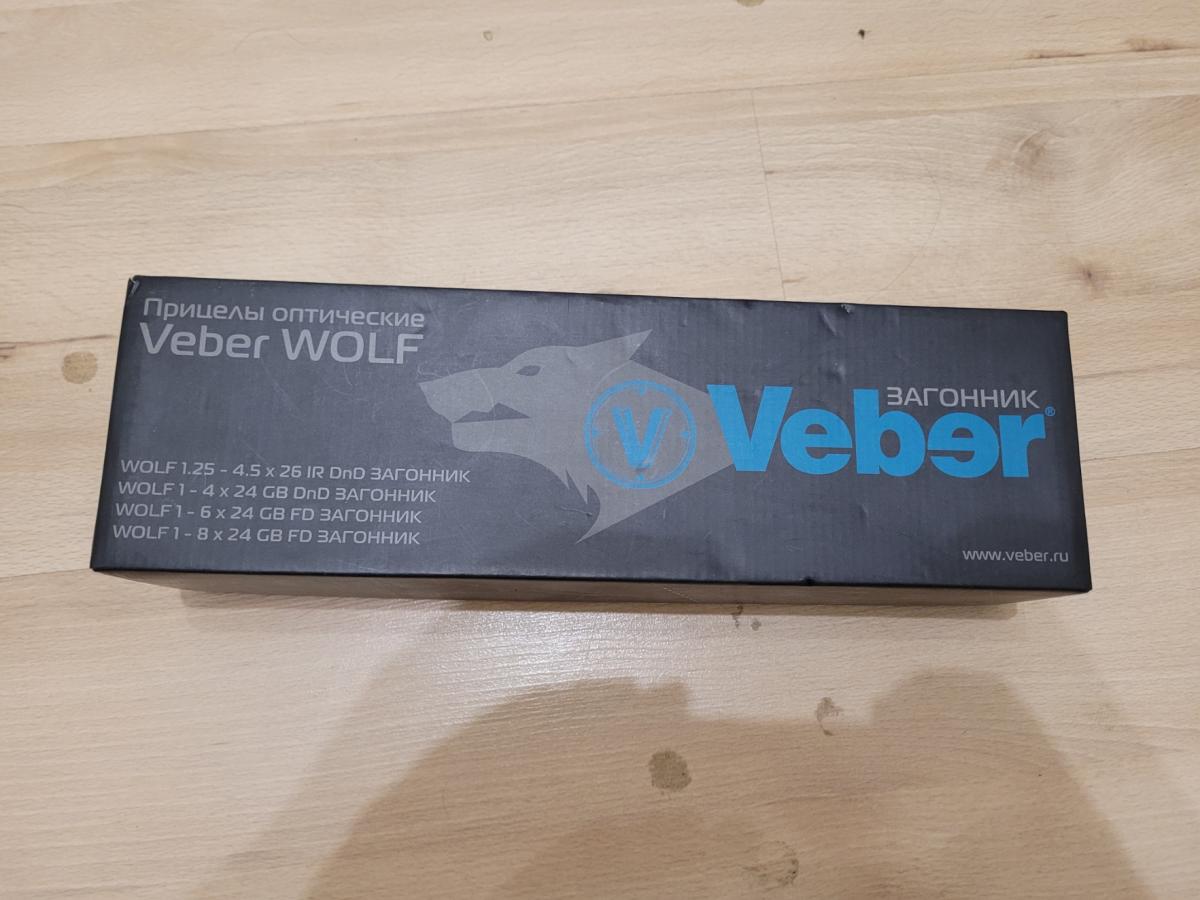 Прицелы оптические
Veber WOLF
ЗАГОННИК
V
Veber®
WOLF 1.25 - 4.5 x 26 IR DnD ЗАГОННИК
WOLF 1 - 4 x 24 GB DnD ЗАГОННИК
WOLF 1 - 6 x 24 GB FD ЗАГОННИК
WOLF 1 - 8 x 24 GB FD ЗАГОННИК
www.veber.ru